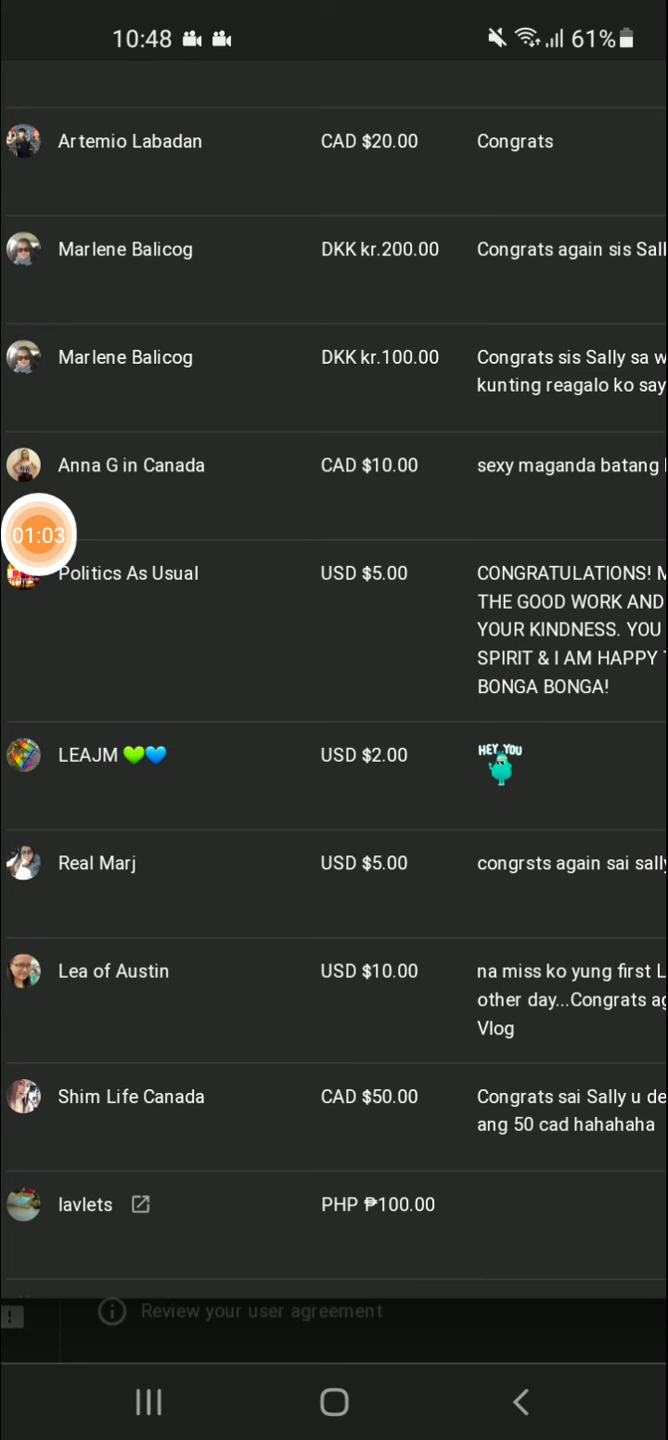 10:48 61%
Artemio Labadan CAD $20.00 Congrats
Marlene Balicog DKK kr.200.00 Congrats again sis Sall
Marlene Balicog DKK kr.100.00 Congrats sis Sally sa w
kunting reagalo ko say
Anna G in Canada CAD $10.00 sexy maganda batang
01:03
Politics As Usual USD $5.00 CONGRATULATIONS! M
THE GOOD WORK AND
YOUR KINDNESS. YOU
SPIRIT & I AM HAPPY T
BONGA BONGA!
LEAJM 💚💙 USD $2.00 HEY YOU
Real Marj USD $5.00 congrsts again sai sally
Lea of Austin USD $10.00 na miss ko yung first L
other day...Congrats ag
Vlog
Shim Life Canada CAD $50.00 Congrats sai Sally u de
ang 50 cad hahahaha
lavlets PHP ₱100.00
Review your user agreement